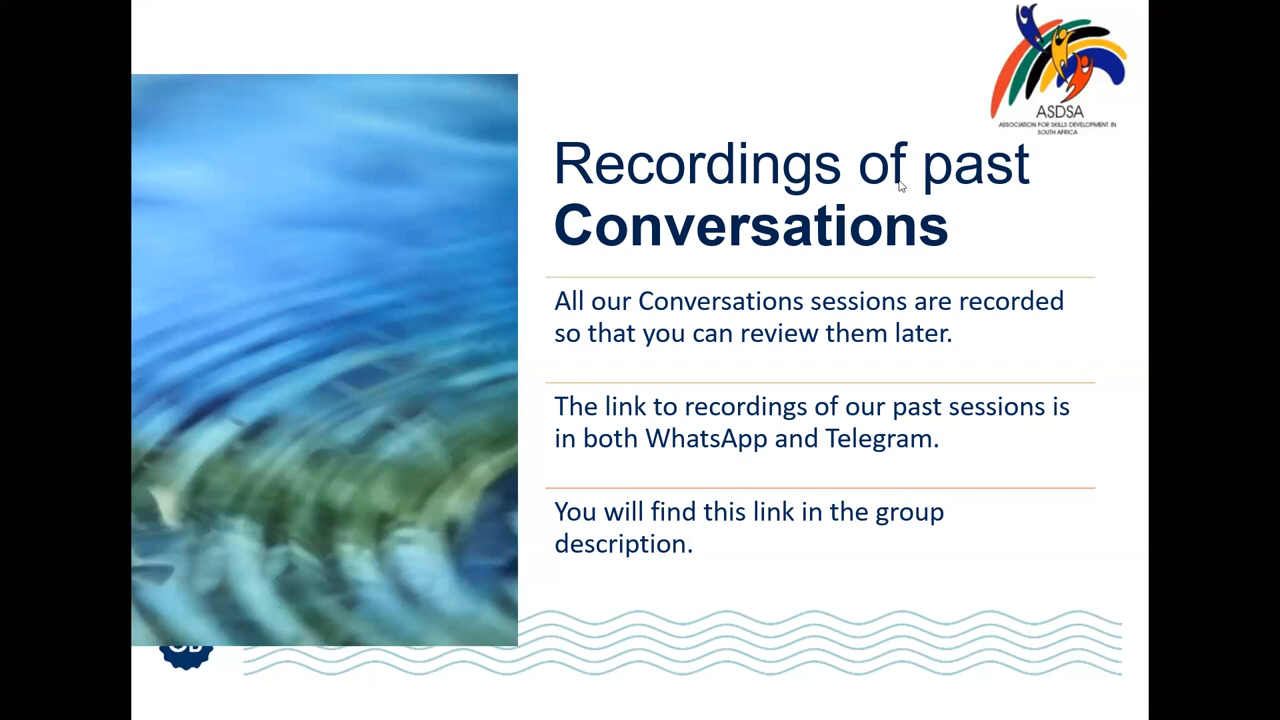 ASDSA
ASSOCIATION FOR SKILLS DEVELOPMENT IN
SOUTH AFRICA
Recordings of past
Conversations
All our Conversations sessions are recorded
so that you can review them later.
The link to recordings of our past sessions is
in both WhatsApp and Telegram.
You will find this link in the group
description.